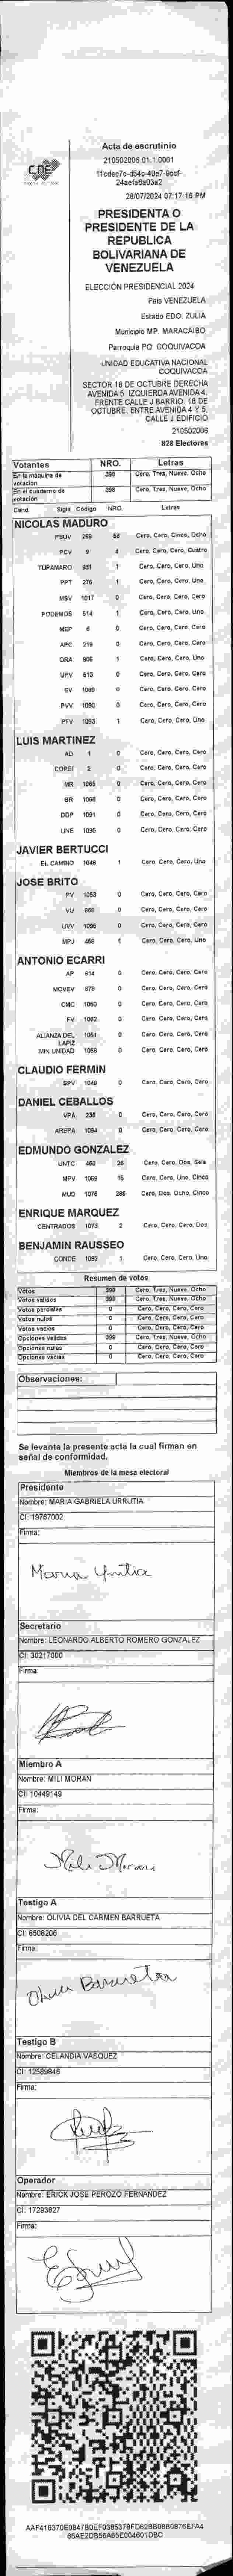 CNE
Acta de escrutinio
210502006.01.1.0001
28/07/2024 07:17:16 PM
PRESIDENTA O
PRESIDENTE DE LA
REPUBLICA
BOLIVARIANA DE
VENEZUELA
ELECCIÓN PRESIDENCIAL 2024
País VENEZUELA
Estado EDO. ZULIA
Municipio MP. MARACAIBO
Parroquia PQ. COQUIVACOA
UNIDAD EDUCATIVA NACIONAL
COQUIVACOA
SECTOR 18 DE OCTUBRE DERECHA
AVENIDA 5. IZQUIERDA AVENIDA 4.
FRENTE CALLE J BARRIO. 18 DE
OCTUBRE. ENTRE AVENIDA 4 Y 5.
CALLE J EDIFICIO
210502006
828 Electores
Votantes NRO. Letras
En la máquina de votación 398 Cero, Tres, Nueve, Ocho
En el cuaderno de votación 398 Cero, Tres, Nueve, Ocho
Cand. Sigla Código NRO. Letras
NICOLAS MADURO
PSUV 269 58 Cero, Cero, Cinco, Ocho
PCV 9 4 Cero, Cero, Cero, Cuatro
TUPAMARO 931 1 Cero, Cero, Cero, Uno
PPT 276 1 Cero, Cero, Cero, Uno
MSV 1017 0 Cero, Cero, Cero, Cero
PODEMOS 514 1 Cero, Cero, Cero, Uno
MEP 6 0 Cero, Cero, Cero, Cero
APC 219 0 Cero, Cero, Cero, Cero
ORA 906 1 Cero, Cero, Cero, Uno
UPV 613 0 Cero, Cero, Cero, Cero
EV 1089 0 Cero, Cero, Cero, Cero
PVV 1090 0 Cero, Cero, Cero, Cero
PFV 1093 1 Cero, Cero, Cero, Uno
LUIS MARTINEZ
AD 1 0 Cero, Cero, Cero, Cero
COPEI 2 0 Cero, Cero, Cero, Cero
MR 1065 0 Cero, Cero, Cero, Cero
BR 1066 0 Cero, Cero, Cero, Cero
DDP 1091 0 Cero, Cero, Cero, Cero
UNE 1095 0 Cero, Cero, Cero, Cero
JAVIER BERTUCCI
EL CAMBIO 1048 1 Cero, Cero, Cero, Uno
JOSE BRITO
PV 1053 0 Cero, Cero, Cero, Cero
VU 0 Cero, Cero, Cero, Cero
UVV 1096 0 Cero, Cero, Cero, Cero
MPJ 458 1 Cero, Cero, Cero, Uno
ANTONIO ECARRI
AP 614 0 Cero, Cero, Cero, Cero
MOVEV 979 0 Cero, Cero, Cero, Cero
CMC 1050 0 Cero, Cero, Cero, Cero
FV 1082 0 Cero, Cero, Cero, Cero
ALIANZA DEL LAPIZ 1051 0 Cero, Cero, Cero, Cero
MIN UNIDAD 1069 0 Cero, Cero, Cero, Cero
CLAUDIO FERMIN
SPV 1049 0 Cero, Cero, Cero, Cero
DANIEL CEBALLOS
VPA 236 0 Cero, Cero, Cero, Cero
AREPA 1094 0 Cero, Cero, Cero, Cero
EDMUNDO GONZALEZ
UNTC 460 26 Cero, Cero, Dos, Seis
MPV 1069 15 Cero, Cero, Uno, Cinco
MUD 1075 285 Cero, Dos, Ocho, Cinco
ENRIQUE MARQUEZ
CENTRADOS 1073 2 Cero, Cero, Cero, Dos
BENJAMIN RAUSSEO
CONDE 1092 1 Cero, Cero, Cero, Uno
Resumen de votos
Votos 398 Cero, Tres, Nueve, Ocho
Votos válidos 398 Cero, Tres, Nueve, Ocho
Votos parciales 0 Cero, Cero, Cero, Cero
Votos nulos 0 Cero, Cero, Cero, Cero
Votos vacíos 0 Cero, Cero, Cero, Cero
Opciones válidas 398 Cero, Tres, Nueve, Ocho
Opciones nulas 0 Cero, Cero, Cero, Cero
Opciones vacías 0 Cero, Cero, Cero, Cero
Observaciones:
Se levanta la presente acta la cual firman en
señal de conformidad.
Miembros de la mesa electoral
Presidente
Nombre: MARIA GABRIELA URRUTIA
CI: 19767002
Firma:
Maria Urrutia
Secretario
Nombre: LEONARDO ALBERTO ROMERO GONZALEZ
CI: 30217000
Firma:
Miembro A
Nombre: MILI MORAN
CI: 10449149
Firma:
Mili Moran
Testigo A
Nombre: OLIVIA DEL CARMEN BARRUETA
CI: 8508206
Firma:
Olivia Barrueta
Testigo B
Nombre: CELANDIA VASQUEZ
CI: 12589846
Firma:
Operador
Nombre: ERICK JOSE PEROZO FERNANDEZ
CI: 17293827
Firma: